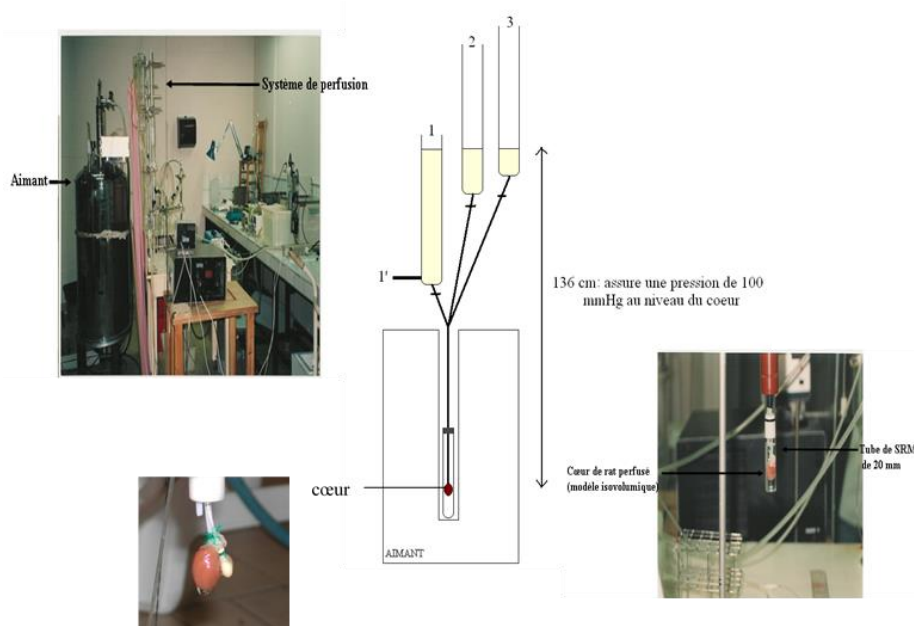 Système de perfusion
Aimant
1
2
3
1'
136 cm: assure une pression de 100
mmHg au niveau du coeur
cœur
AIMANT
Cœur de rat perfusé
(modèle isovolumique)
Tube de SRM
de 20 mm